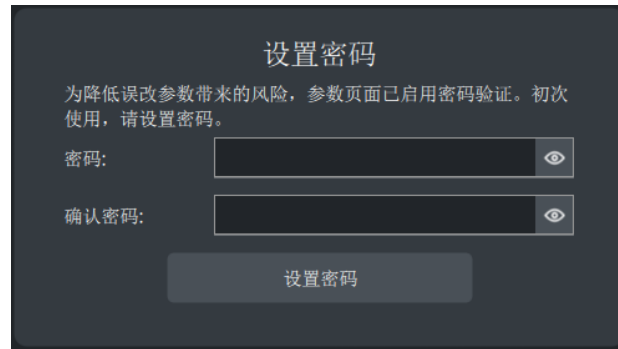 设置密码
为降低误改参数带来的风险，参数页面已启用密码验证。初次
使用，请设置密码。
密码:
确认密码:
设置密码